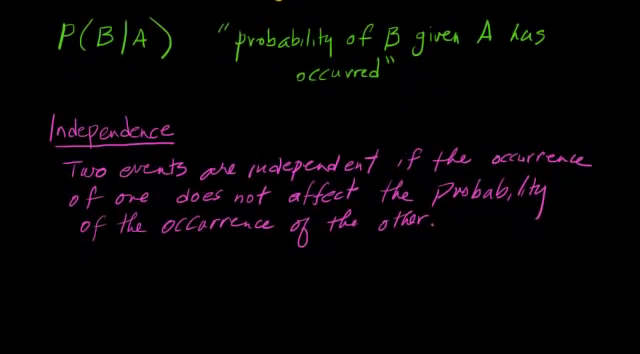 P(B|A) "probability of B given A has
occurred"
Independence
Two events are independent if the occurrence
of one does not affect the probability
of the occurrence of the other.